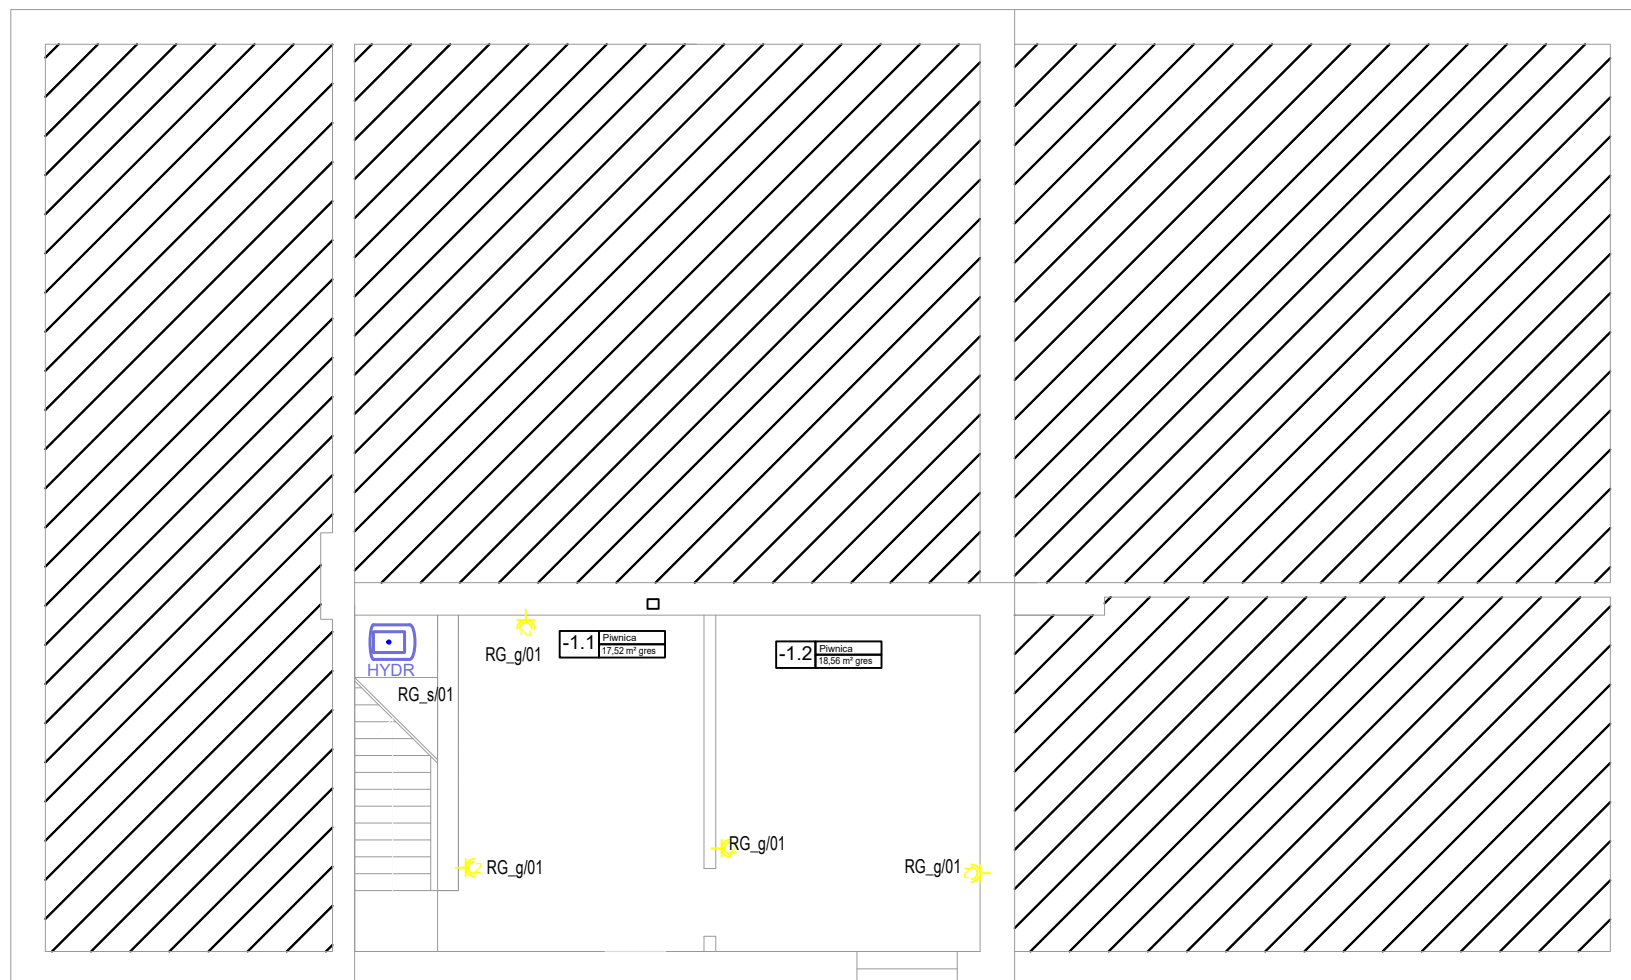 RG_g/01
-1.1
Piwnica
17,52 m² gres
-1.2
Piwnica
18,56 m² gres
HYDR
RG_s/01
RG_g/01
RG_g/01
RG_g/01